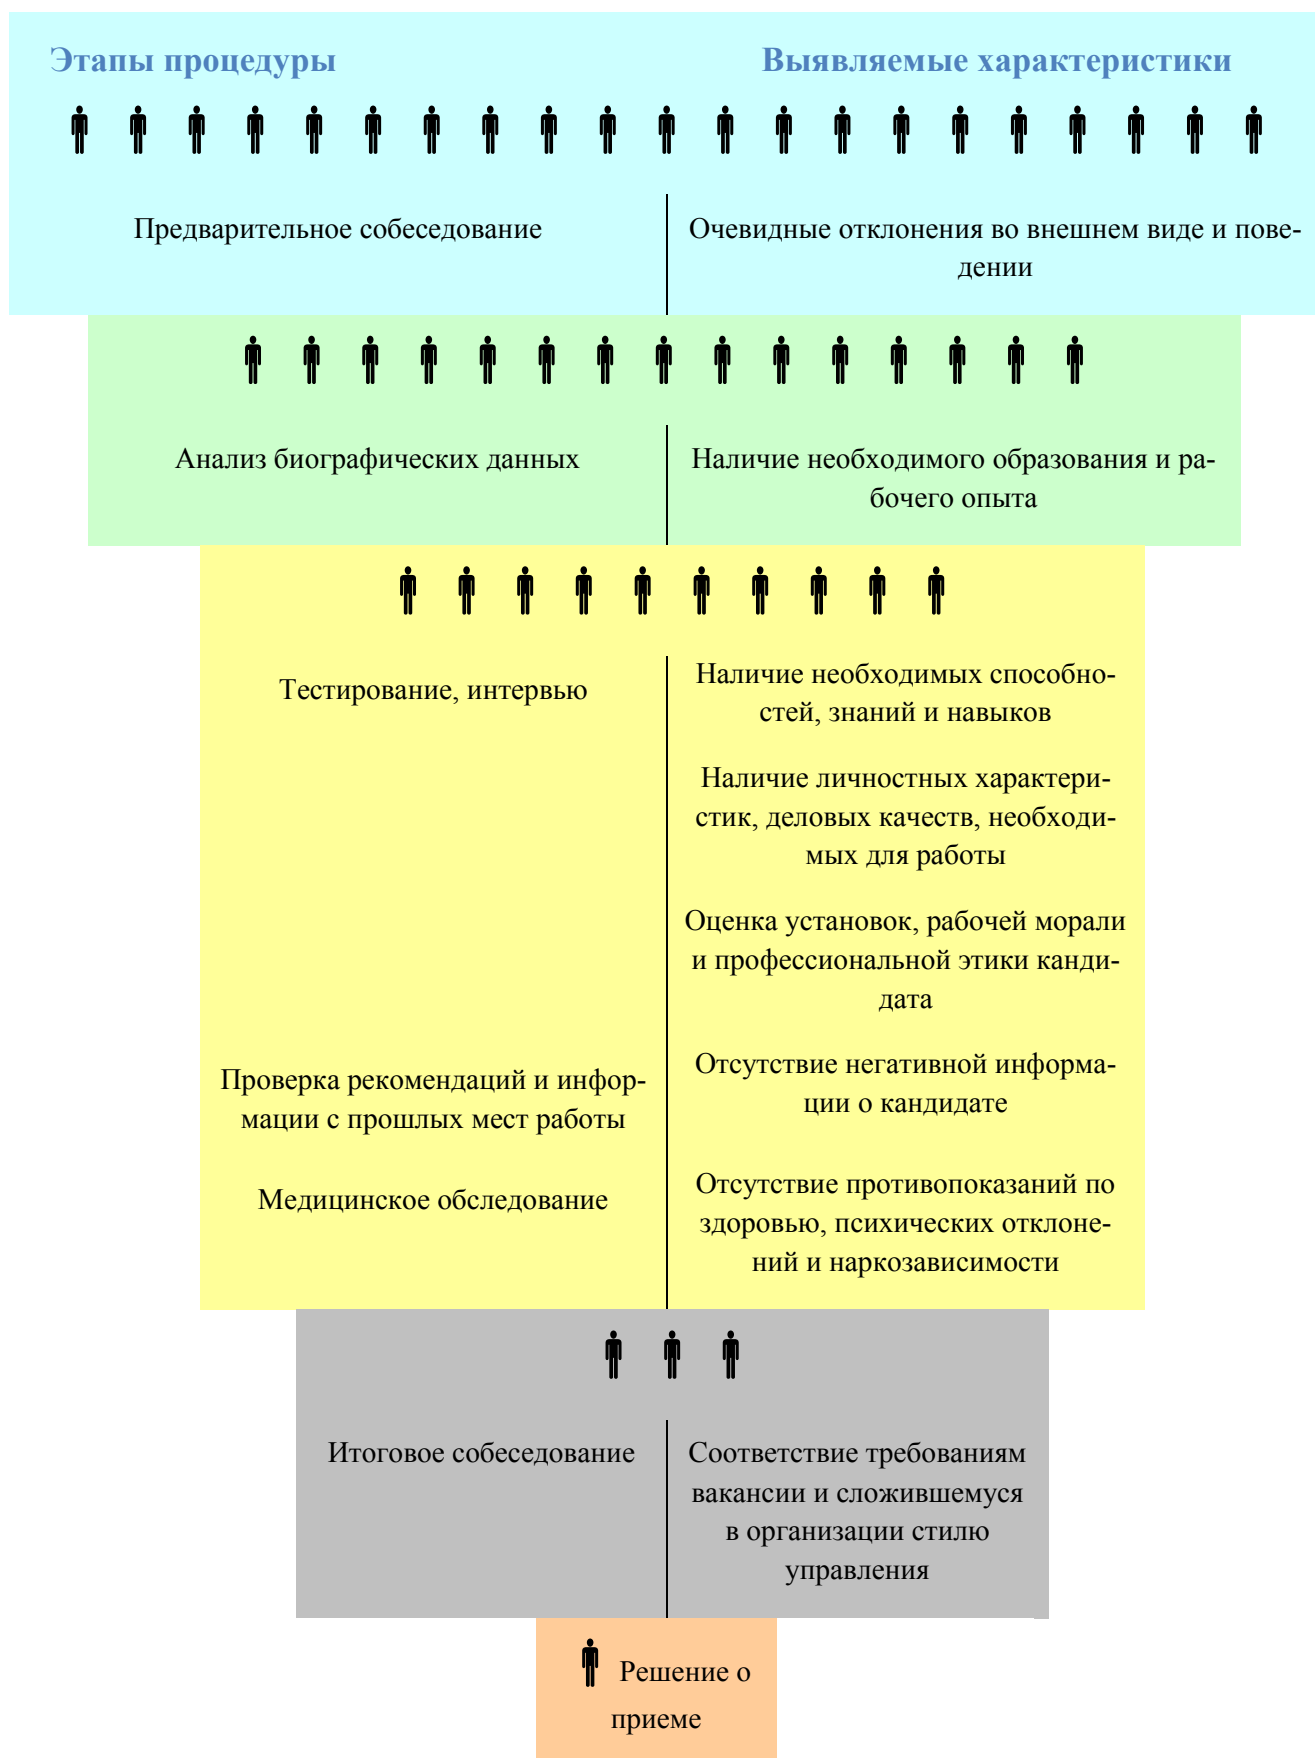 Этапы процедуры
Выявляемые характеристики
Предварительное собеседование
Очевидные отклонения во внешнем виде и пове-
дении
Анализ биографических данных
Наличие необходимого образования и ра-
бочего опыта
Тестирование, интервью
Наличие необходимых способно-
стей, знаний и навыков
Наличие личностных характери-
стик, деловых качеств, необходи-
мых для работы
Оценка установок, рабочей морали
и профессиональной этики канди-
дата
Проверка рекомендаций и инфор-
мации с прошлых мест работы
Отсутствие негативной информа-
ции о кандидате
Медицинское обследование
Отсутствие противопоказаний по
здоровью, психических отклоне-
ний и наркозависимости
Итоговое собеседование
Соответствие требованиям
вакансии и сложившемуся
в организации стилю
управления
Решение о
приеме